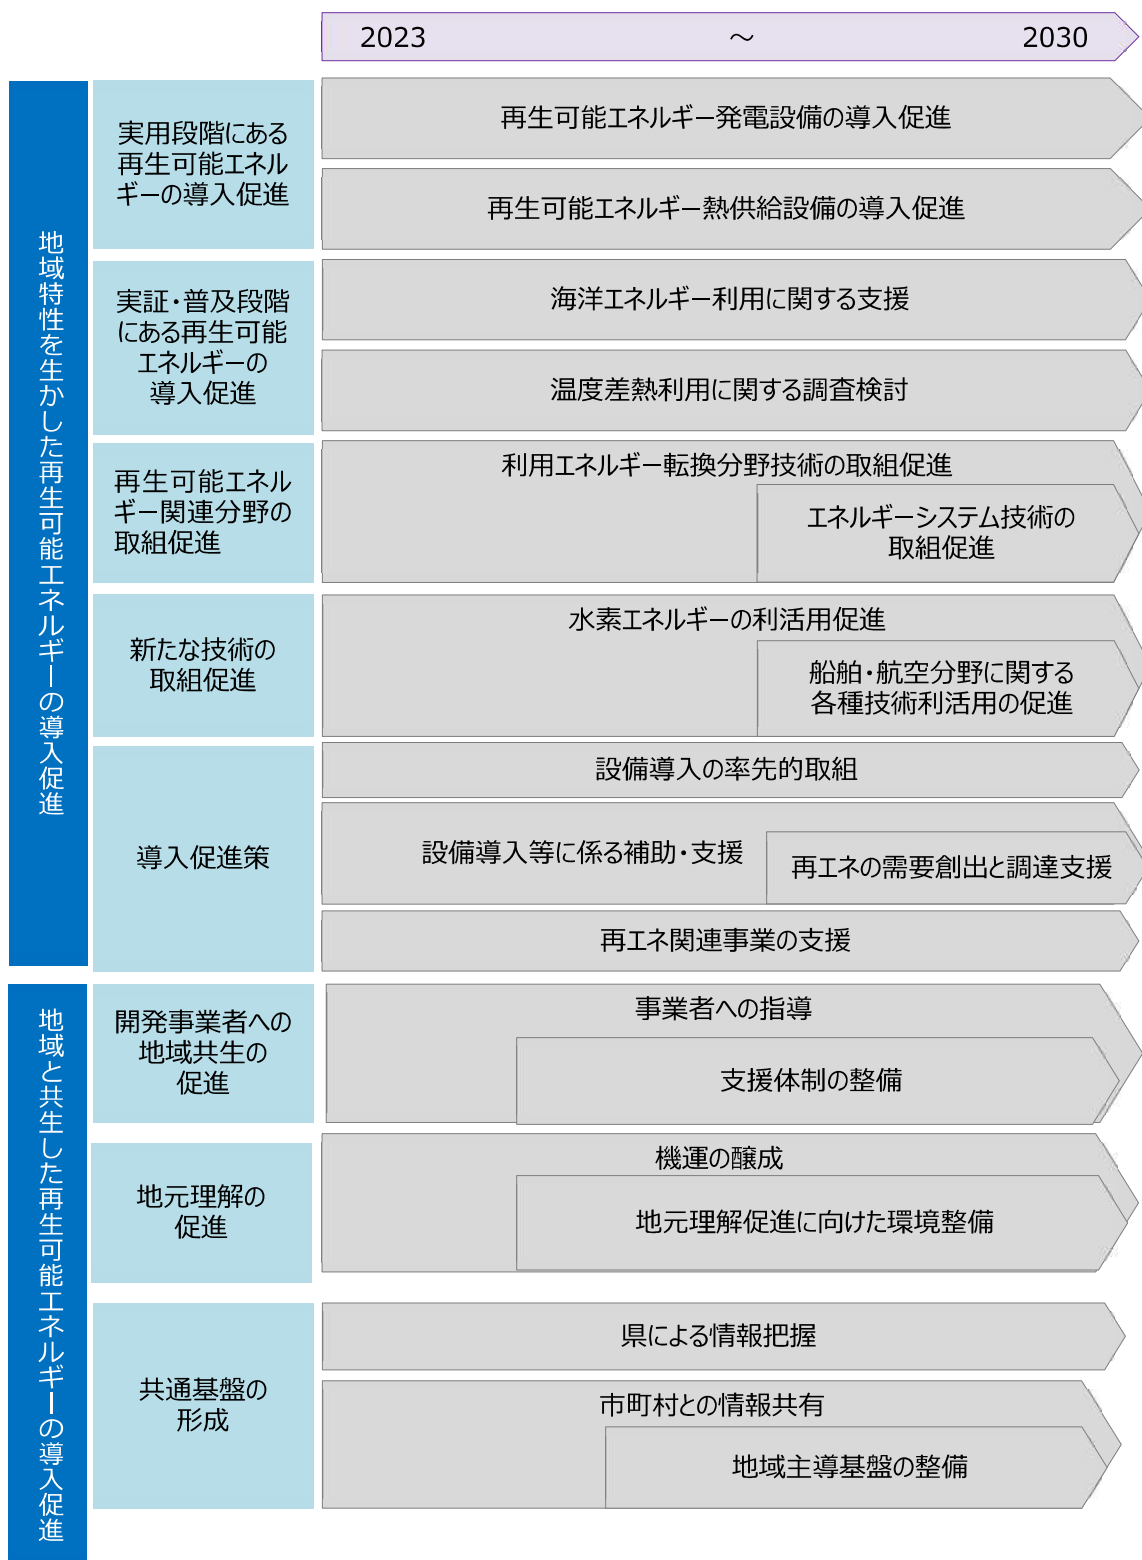 2023 ～ 2030
地域特性を生かした再生可能エネルギーの導入促進
実用段階にある
再生可能エネル
ギーの導入促進
再生可能エネルギー発電設備の導入促進
再生可能エネルギー熱供給設備の導入促進
実証・普及段階
にある再生可能
エネルギーの
導入促進
海洋エネルギー利用に関する支援
温度差熱利用に関する調査検討
再生可能エネル
ギー関連分野の
取組促進
利用エネルギー転換分野技術の取組促進
エネルギーシステム技術の
取組促進
新たな技術の
取組促進
水素エネルギーの利活用促進
船舶・航空分野に関する
各種技術利活用の促進
導入促進策
設備導入の率先的取組
設備導入等に係る補助・支援
再エネの需要創出と調達支援
再エネ関連事業の支援
地域と共生した再生可能エネルギーの導入促進
開発事業者への
地域共生の
促進
事業者への指導
支援体制の整備
地元理解の
促進
機運の醸成
地元理解促進に向けた環境整備
共通基盤の
形成
県による情報把握
市町村との情報共有
地域主導基盤の整備